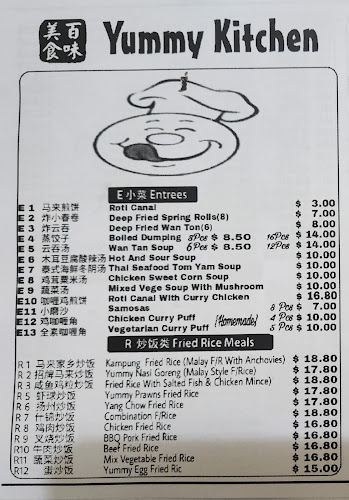 美食 百味 Yummy Kitchen
E 小菜 Entrees
E 1 马来煎饼 Roti Canal $ 3.00
E 2 炸小春卷 Deep Fried Spring Rolls(8) $ 7.00
E 3 炸云吞 Deep Fried Wan Ton(6) $ 8.00
E 4 蒸饺子 Boiled Dumping 8Pcs $ 8.50 16Pcs $ 14.00
E 5 云吞汤 Wan Tan Soup 6Pcs $ 8.50 12Pcs $ 14.00
E 6 木耳豆腐酸辣汤 Hot And Sour Soup $ 10.00
E 7 泰式海鲜冬阴汤 Thai Seafood Tom Yam Soup $ 10.00
E 8 鸡茸粟米汤 Chicken Sweet Corn Soup $ 10.00
E 9 蔬菜汤 Mixed Vege Soup With Mushroom $ 10.00
E10 咖喱鸡煎饼 Roti Canal With Curry Chicken $ 16.80
E11 小磨沙 Samosas 8 Pcs $ 7.00
E12 鸡咖喱角 Chicken Curry Puff (Homemade) 4 Pcs $ 10.00
E13 全素咖喱角 Vegetarian Curry Puff 5 Pcs $ 10.00
R 炒饭类 Fried Rice Meals
R 1 马来家乡炒饭 Kampung Fried Rice (Malay F/R With Anchovies) $ 18.80
R 2 招牌马来炒饭 Yummy Nasi Goreng (Malay Style F/Rice) $ 17.80
R 3 咸鱼鸡粒炒饭 Fried Rice With Salted Fish & Chicken Mince) $ 18.80
R 5 虾球炒饭 Yummy Prawns Fried Rice $ 17.80
R 6 扬州炒饭 Yang Chow Fried Rice $ 17.80
R 7 什锦炒饭 Combination F/Rice $ 18.80
R 8 鸡肉炒饭 Chicken Fried Rice $ 16.80
R 9 叉烧炒饭 BBQ Pork Fried Rice $ 16.80
R10 牛肉炒饭 Beef Fried Rice $ 16.80
R11 蔬菜炒饭 Mix Vegetable Fried Rice $ 16.80
R12 蛋炒饭 Yummy Egg Fried Ric $ 15.00